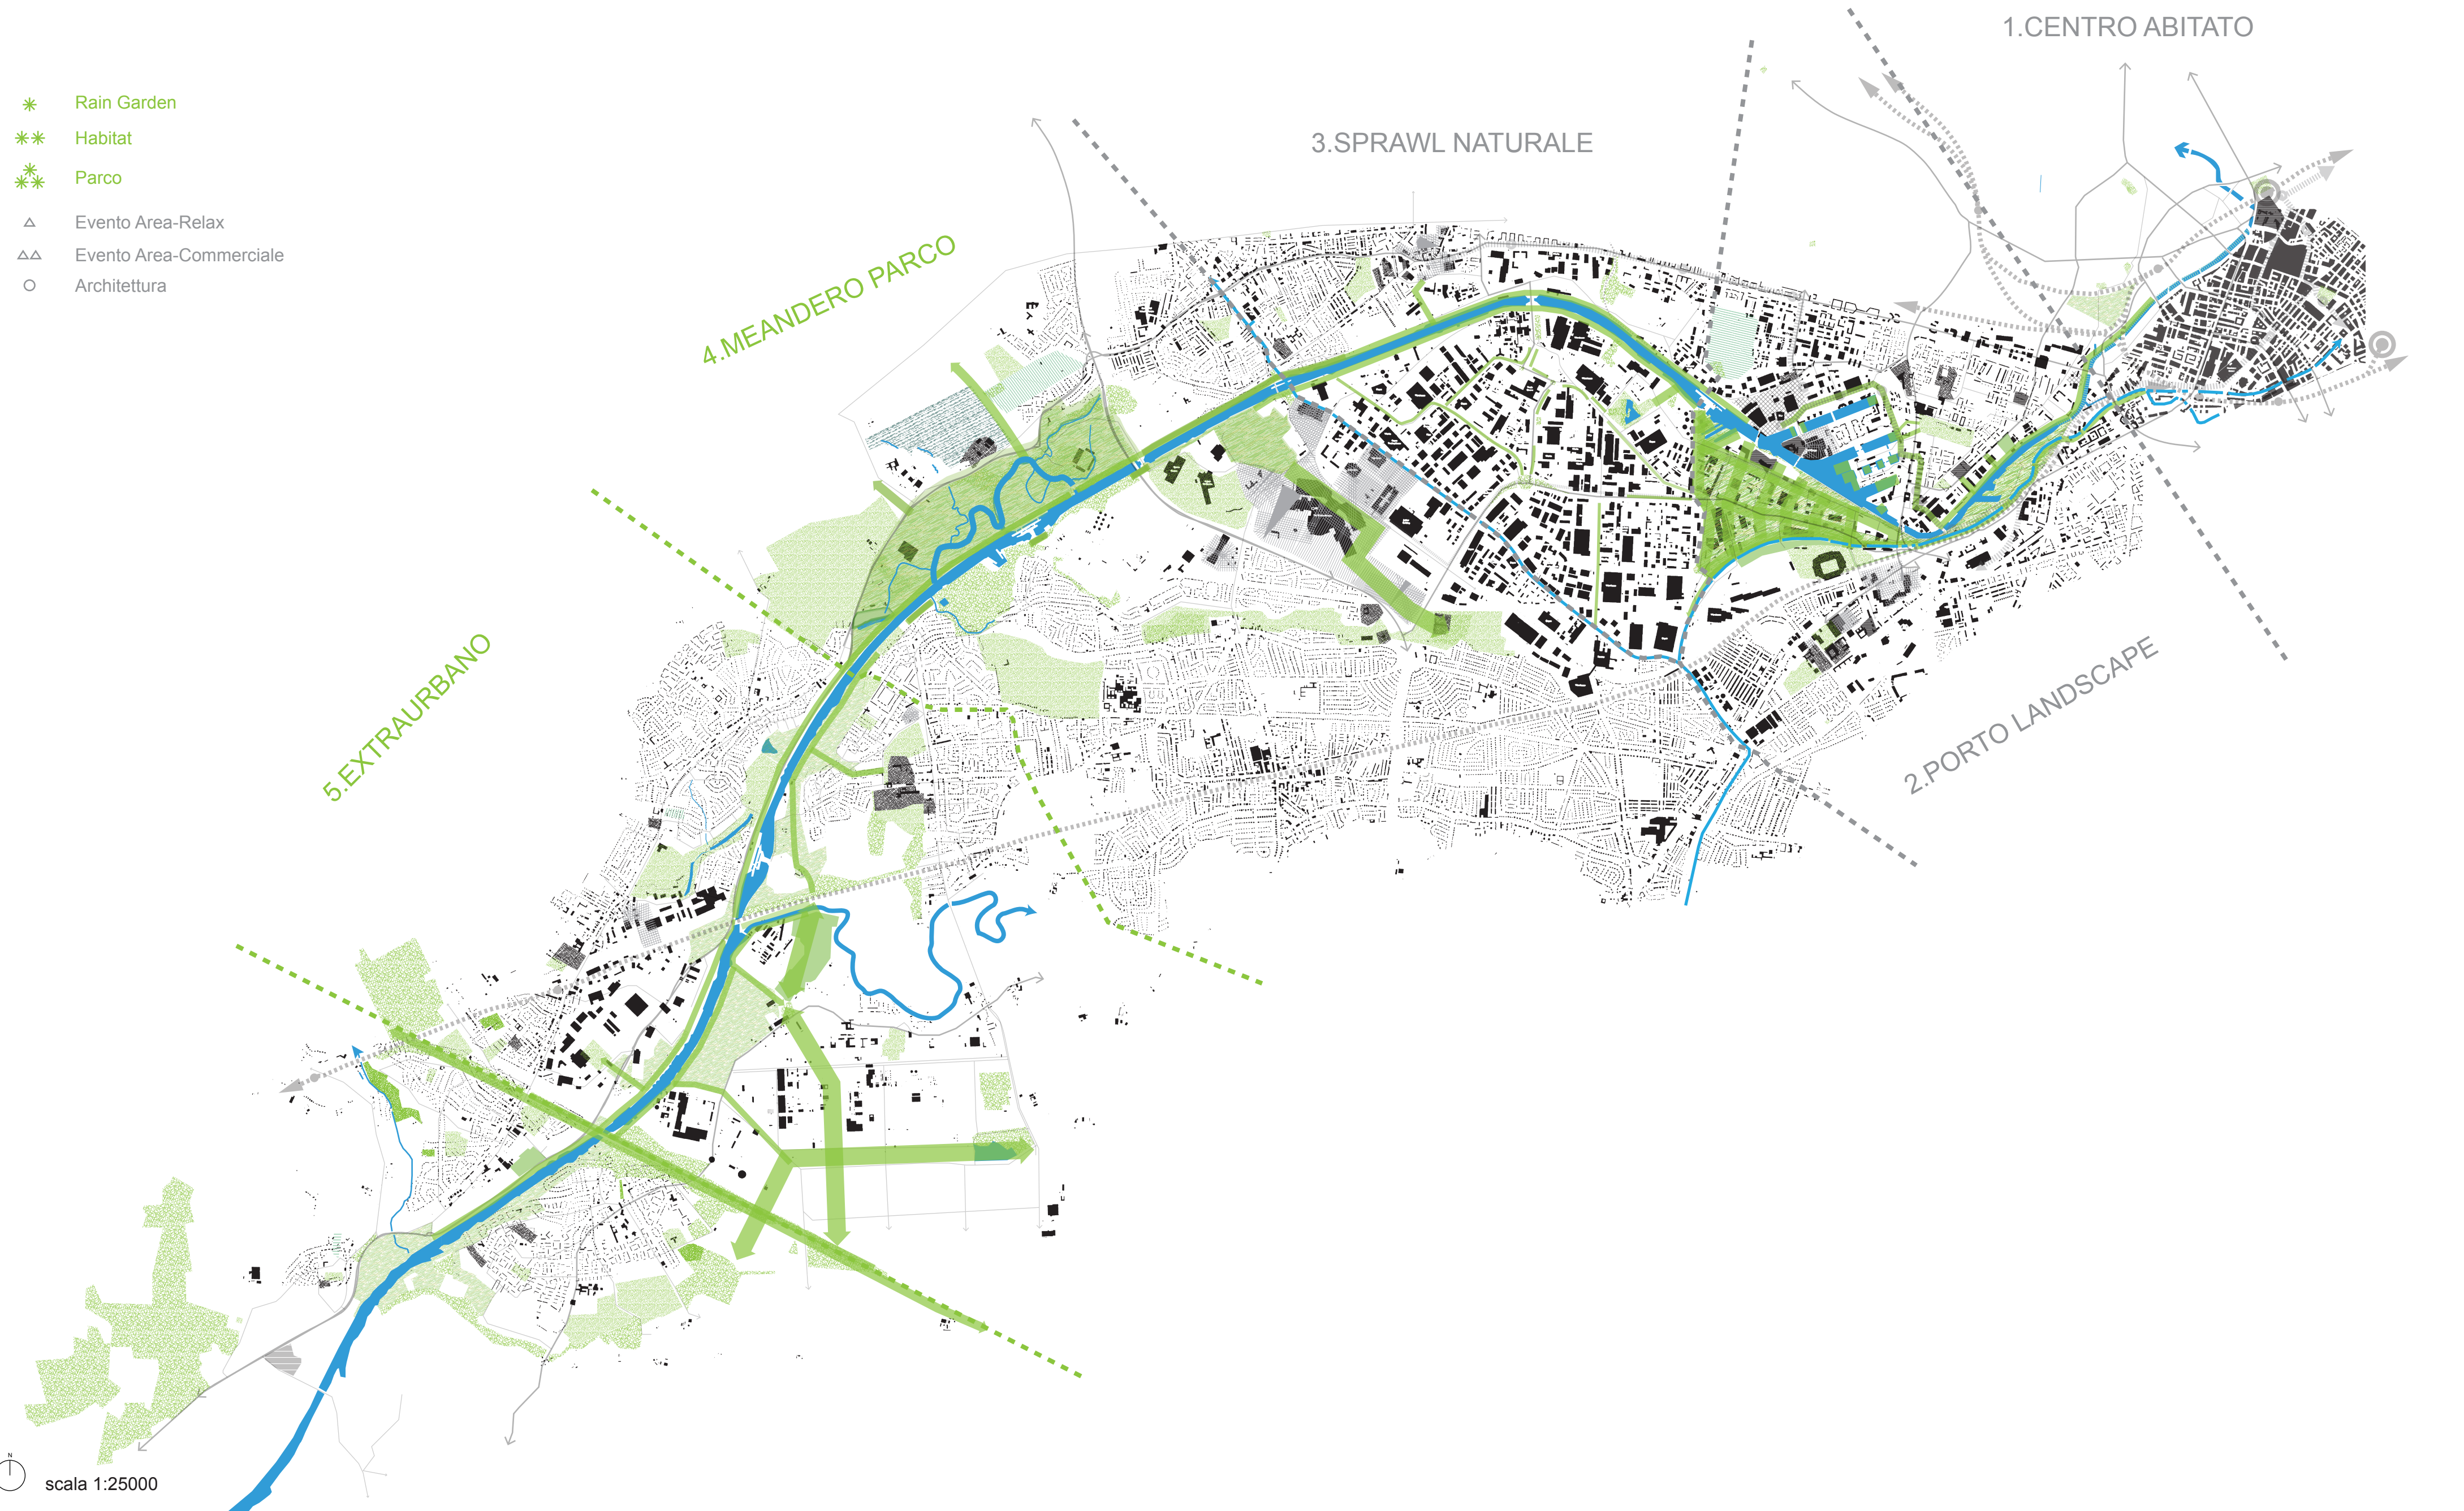 1.CENTRO ABITATO
3.SPRAWL NATURALE
4.MEANDERO PARCO
5.EXTRAURBANO
2.PORTO LANDSCAPE
Rain Garden
Habitat
Parco
Evento Area-Relax
Evento Area-Commerciale
Architettura
N
scala 1:25000